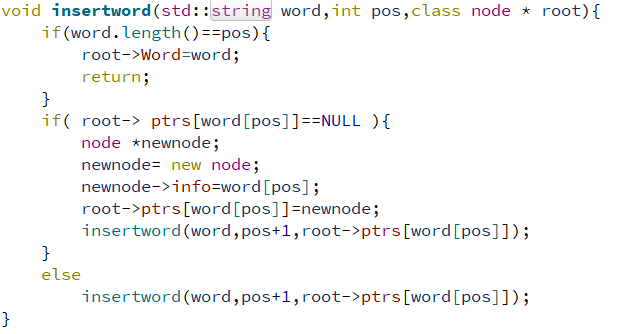 void insertword(std::string word,int pos,class node * root){
    if(word.length()==pos){
        root->Word=word;
        return;
    }
    if( root-> ptrs[word[pos]]==NULL ){
        node *newnode;
        newnode= new node;
        newnode->info=word[pos];
        root->ptrs[word[pos]]=newnode;
        insertword(word,pos+1,root->ptrs[word[pos]]);
    }
    else
        insertword(word,pos+1,root->ptrs[word[pos]]);
}